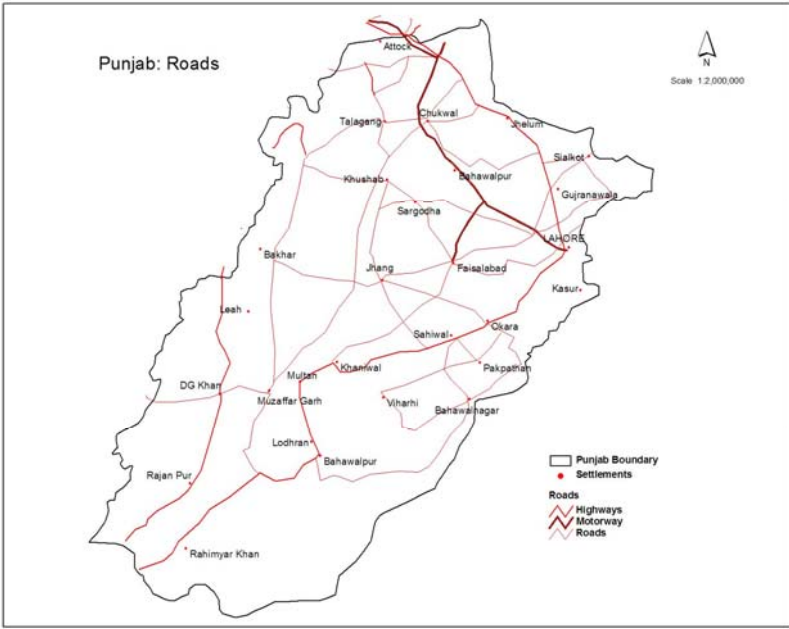 Punjab: Roads
N
Scale 1:2,000,000
Attock
Talagang
Chukwal
Jhelum
Sialkot
Khushab
Bahawalpur
Gujranawala
Sargodha
LAHORE
Bakhar
Jhang
Faisalabad
Kasur
Leah
Okara
Sahiwal
Khaniwal
Pakpattan
Multan
DG Khan
Muzaffar Garh
Viharhi
Bahawalnagar
Lodhran
Bahawalpur
Rajan Pur
Rahimyar Khan
Punjab Boundary
Settlements
Roads
Highways
Motorway
Roads